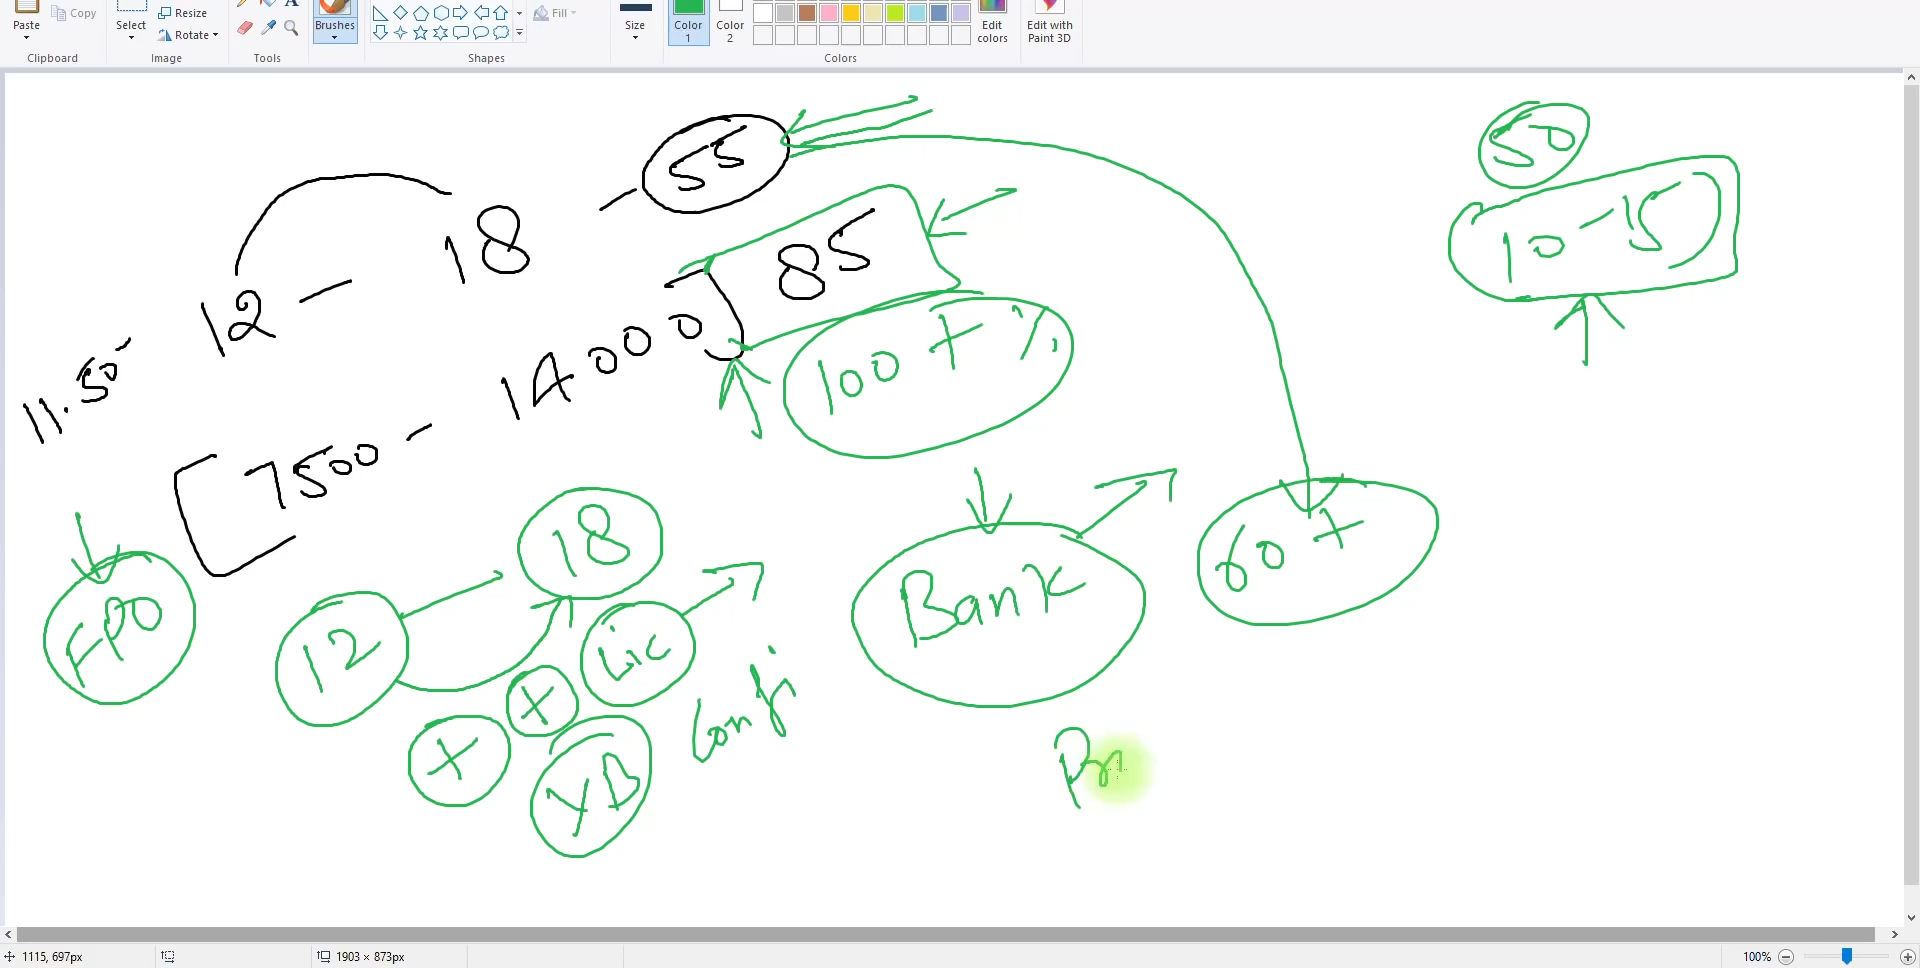 Paste
Copy
Select
Resize
Rotate
Brushes
Fill
Size
Color 1
Color 2
Edit colors
Edit with Paint 3D
Clipboard
Image
Tools
Shapes
Colors
55
50
18
85
10-15
12 -
14000]
100 + %
11.50
[7500 -
18
Bank
60+
FPO
12
Lic
+
Confi
+
YB
Pr
1115, 697px
1903 × 873px
100%